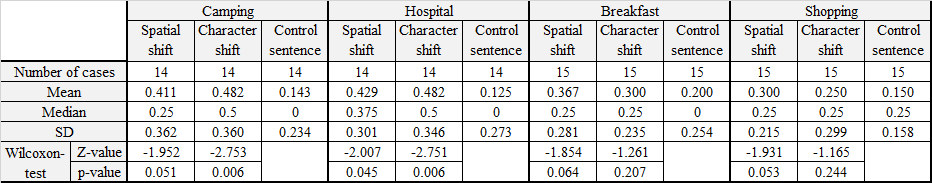 Camping Hospital Breakfast Shopping
Spatial shift Character shift Control sentence Spatial shift Character shift Control sentence Spatial shift Character shift Control sentence Spatial shift Character shift Control sentence
Number of cases 14 14 14 14 14 14 15 15 15 15 15 15
Mean 0.411 0.482 0.143 0.429 0.482 0.125 0.367 0.300 0.200 0.300 0.250 0.150
Median 0.25 0.5 0 0.375 0.5 0 0.25 0.25 0 0.25 0.25 0.25
SD 0.362 0.360 0.234 0.301 0.346 0.273 0.281 0.235 0.254 0.215 0.299 0.158
Wilcoxon-test Z-value -1.952 -2.753 -2.007 -2.751 -1.854 -1.261 -1.931 -1.165
p-value 0.051 0.006 0.045 0.006 0.064 0.207 0.053 0.244